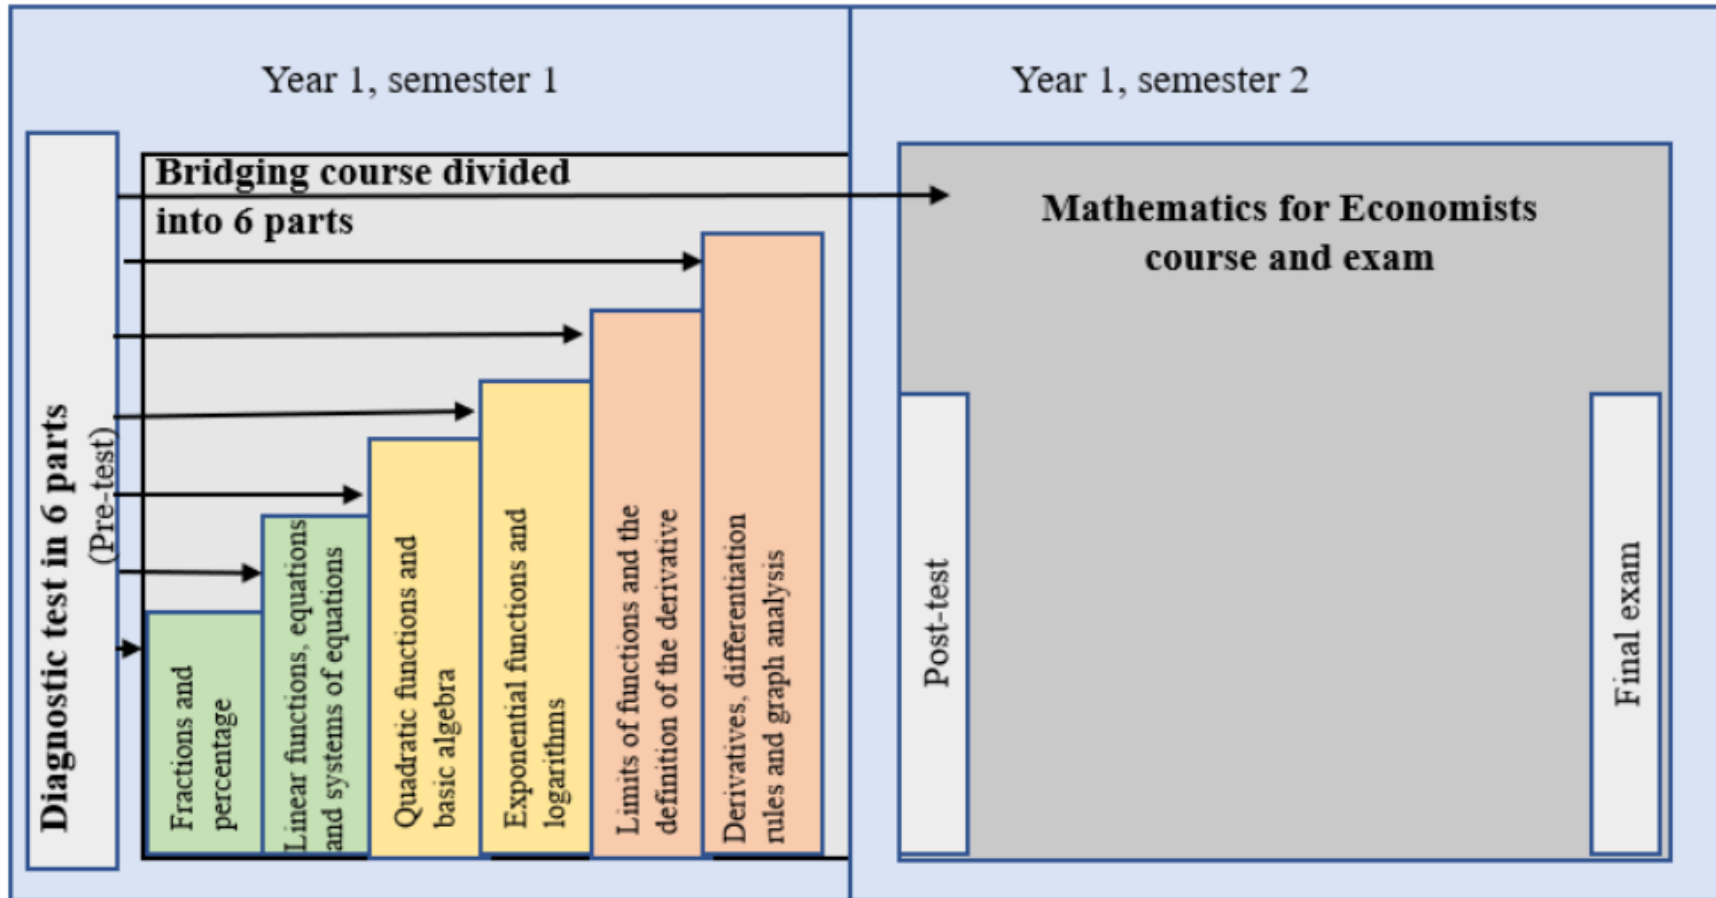 Year 1, semester 1
Year 1, semester 2
Diagnostic test in 6 parts
(Pre-test)
Bridging course divided
into 6 parts
Fractions and
percentage
Linear functions, equations
and systems of equations
Quadratic functions and
basic algebra
Exponential functions and
logarithms
Limits of functions and the
definition of the derivative
Derivatives, differentiation
rules and graph analysis
Mathematics for Economists
course and exam
Post-test
Final exam